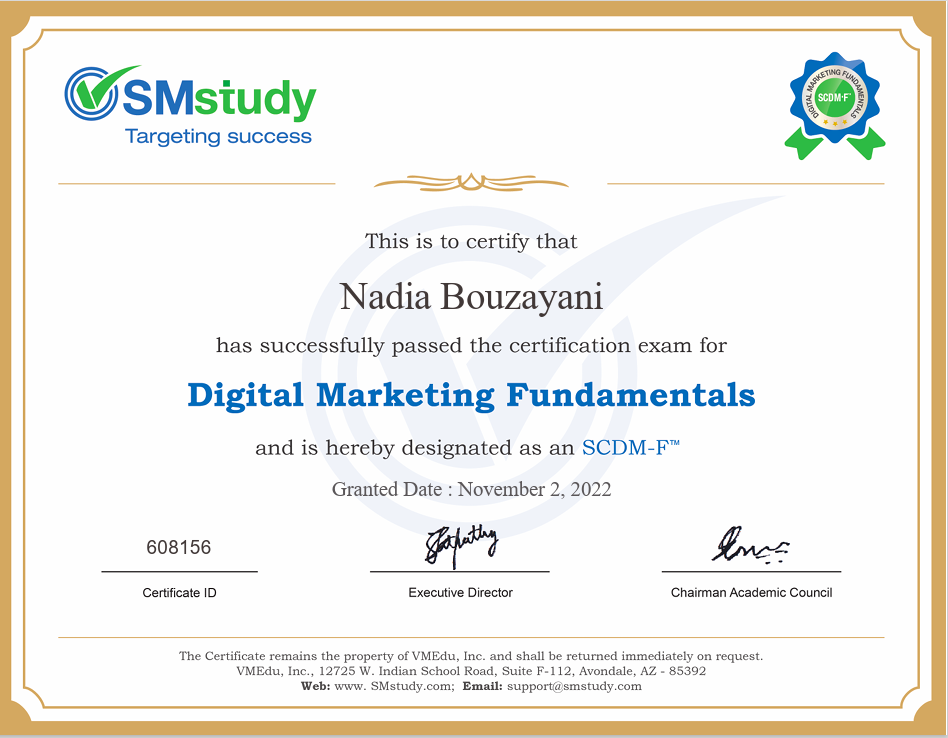 SMstudy
Targeting success
DIGITAL MARKETING FUNDAMENTALS
SCDM-F™
This is to certify that
Nadia Bouzayani
has successfully passed the certification exam for
Digital Marketing Fundamentals
and is hereby designated as an SCDM-F™
Granted Date : November 2, 2022
608156
Certificate ID
Executive Director
Chairman Academic Council
The Certificate remains the property of VMEdu, Inc. and shall be returned immediately on request.
VMEdu, Inc., 12725 W. Indian School Road, Suite F-112, Avondale, AZ - 85392
Web: www. SMstudy.com; Email: support@smstudy.com